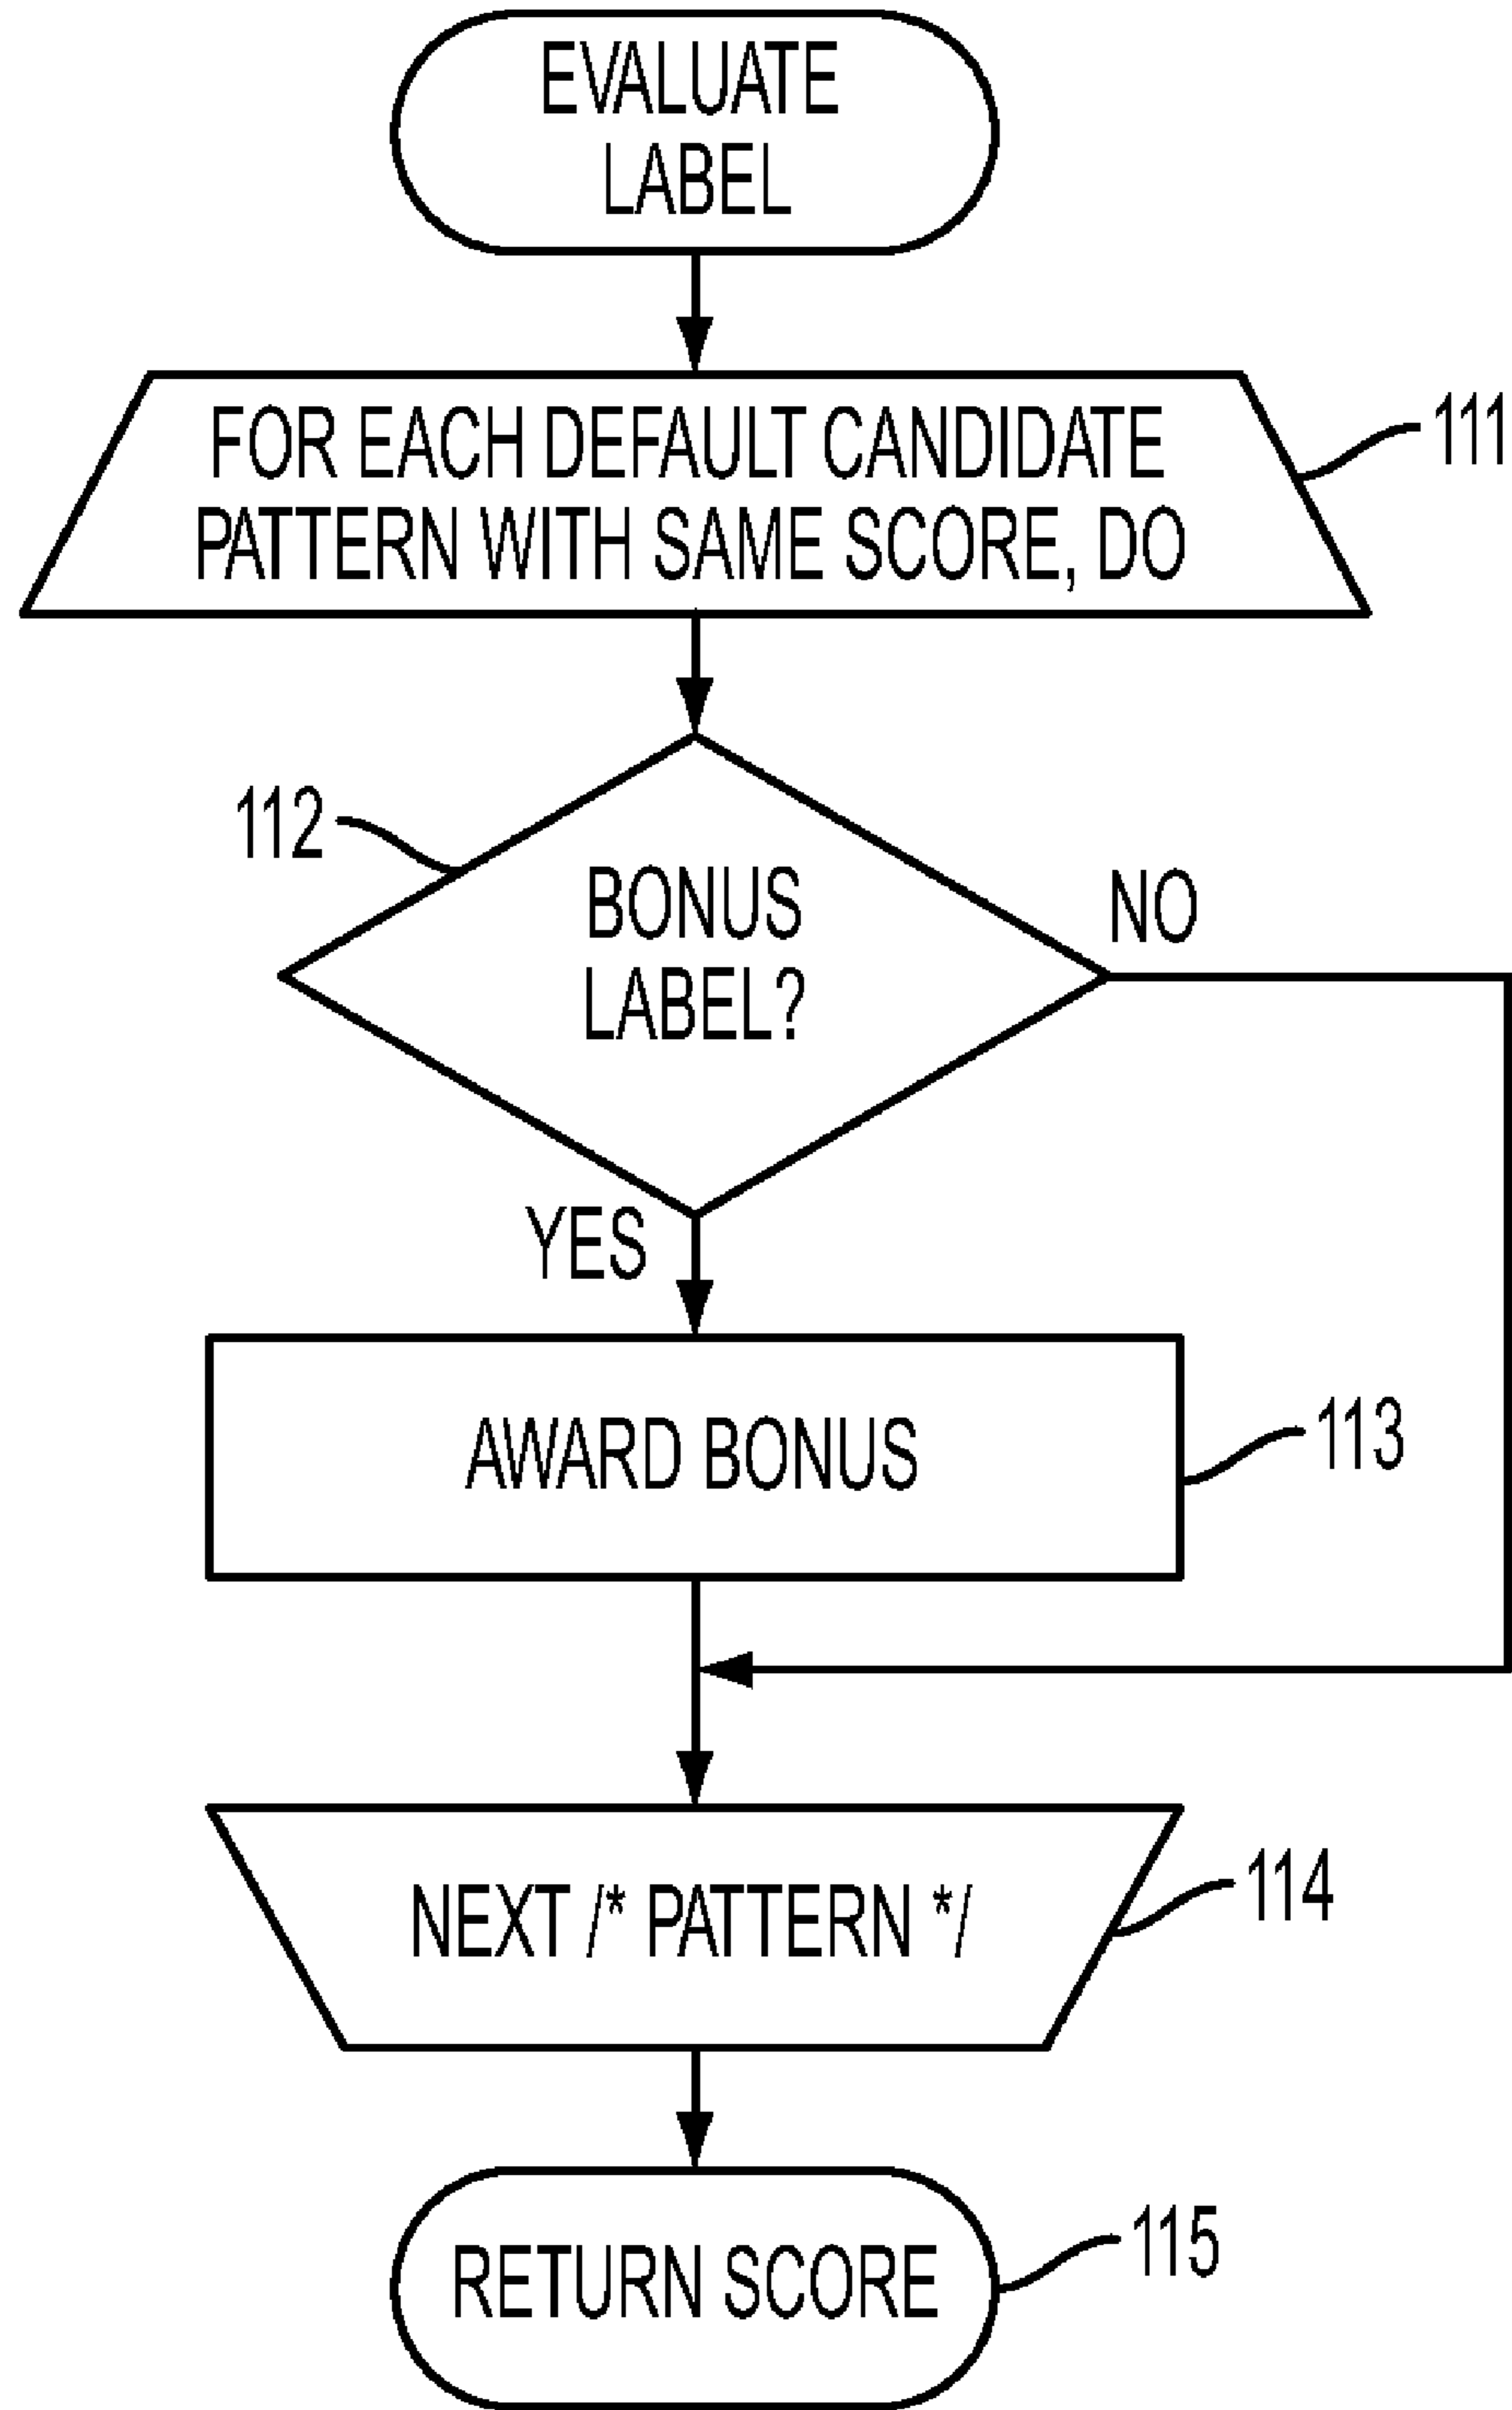 EVALUATE
LABEL
FOR EACH DEFAULT CANDIDATE
PATTERN WITH SAME SCORE, DO
111
112
BONUS
LABEL?
NO
YES
AWARD BONUS
113
NEXT /* PATTERN */
114
RETURN SCORE
115